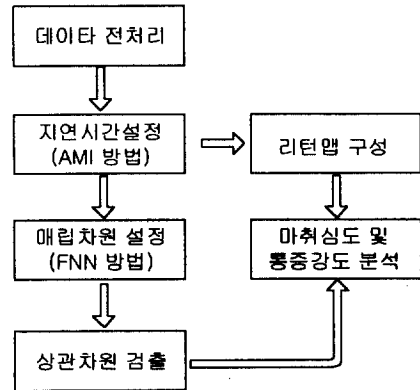 데이타 전처리
지연시간설정
(AMI 방법)
리턴맵 구성
매립차원 설정
(FNN 방법)
마취심도 및
통증강도 분석
상관차원 검출